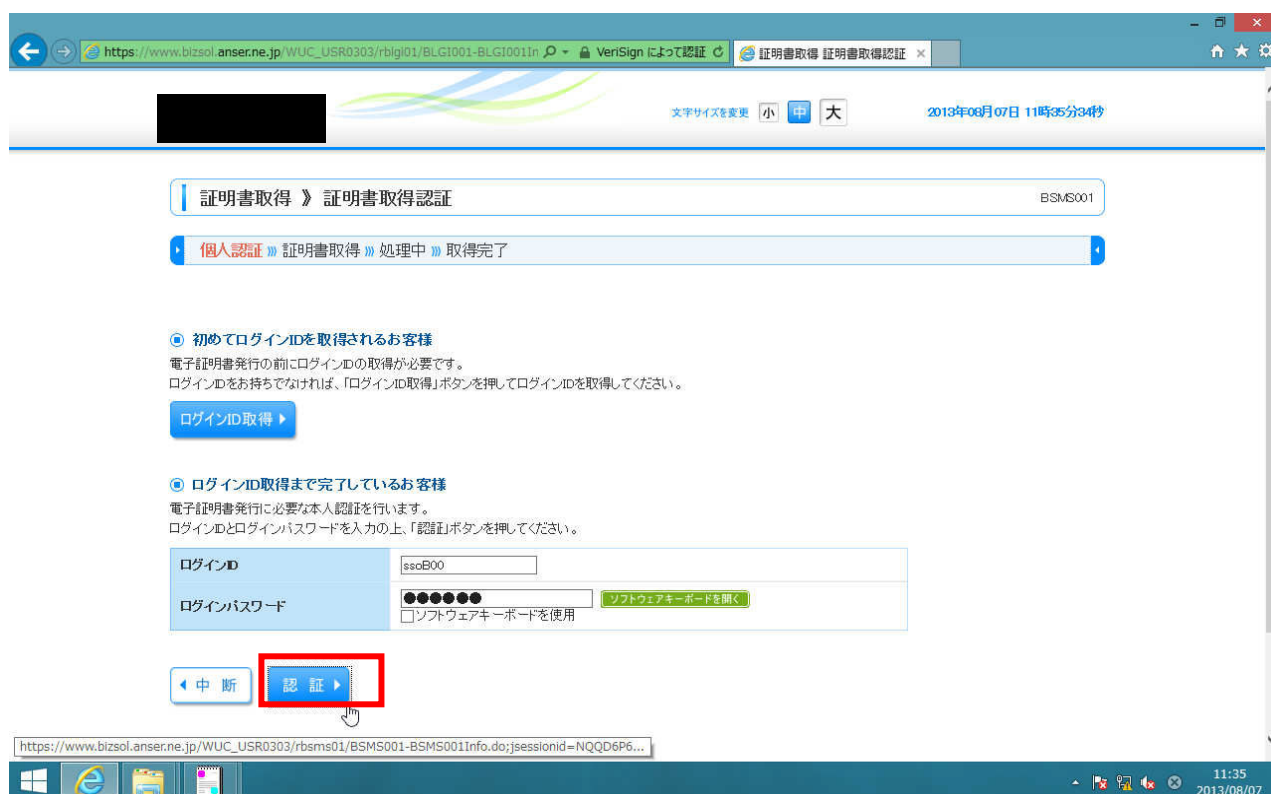 https://www.bizsol.anser.ne.jp/WUC_USR0303/rblgi01/BLGI001-BLGI001In
VeriSign によって認証
証明書取得 証明書取得認証
文字サイズを変更 小 中 大
2013年08月07日 11時35分34秒
証明書取得 》 証明書取得認証
BSMS001
個人認証 》》 証明書取得 》》 処理中 》》 取得完了
初めてログインIDを取得されるお客様
電子証明書発行の前にログインIDの取得が必要です。
ログインIDをお持ちでなければ、「ログインID取得」ボタンを押してログインIDを取得してください。
ログインID取得
ログインID取得まで完了しているお客様
電子証明書発行に必要な本人認証を行います。
ログインIDとログインパスワードを入力の上、「認証」ボタンを押してください。
ログインID
ssoB00
ログインパスワード
●●●●●●
ソフトウェアキーボードを開く
ソフトウェアキーボードを使用
中 断
認 証
https://www.bizsol.anser.ne.jp/WUC_USR0303/rbsms01/BSMS001-BSMS001Info.do;jsessionid=NQQD6P6...
11:35
2013/08/07